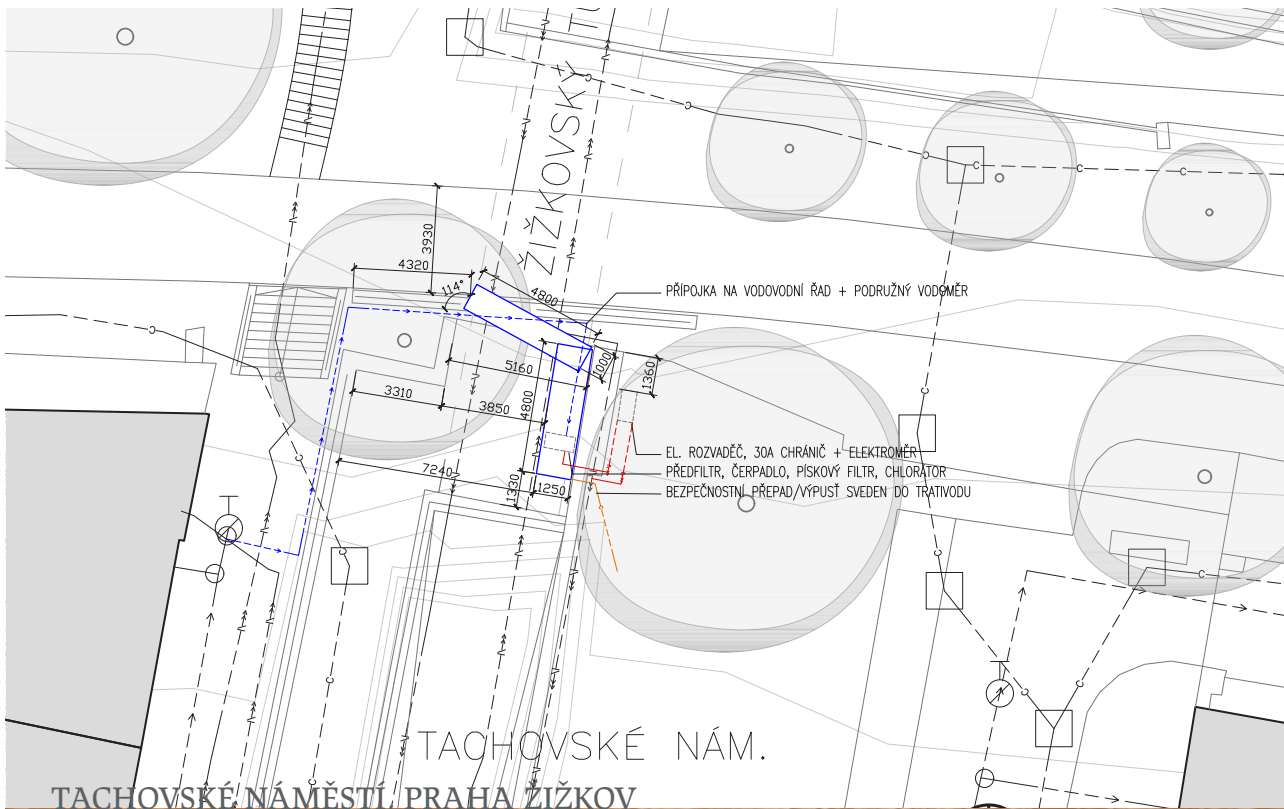 ŽIŽKOVSKÝ
3930
4320
114°
4800
PŘÍPOJKA NA VODOVODNÍ ŘAD + PODRUŽNÝ VODOMĚR
5160
1000
1360
3310
3850
4800
EL. ROZVADĚČ, 30A CHRÁNIČ + ELEKTROMĚR
PŘEDFILTR, ČERPADLO, PÍSKOVÝ FILTR, CHLORÁTOR
BEZPEČNOSTNÍ PŘEPAD/VÝPUSŤ SVEDEN DO TRATIVODU
7240
1330
1250
TACHOVSKÉ NÁM.
TACHOVSKÉ NÁMĚSTÍ, PRAHA ŽIŽKOV